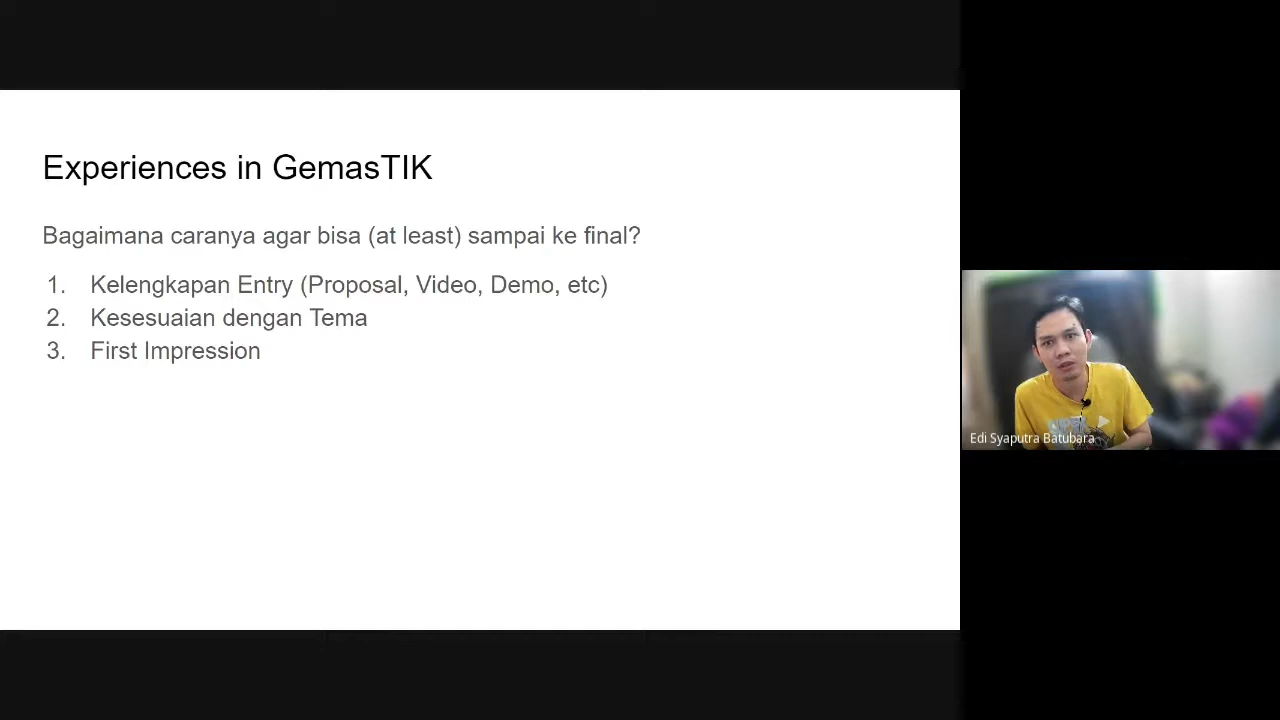 Experiences in GemasTIK
Bagaimana caranya agar bisa (at least) sampai ke final?
1. Kelengkapan Entry (Proposal, Video, Demo, etc)
2. Kesesuaian dengan Tema
3. First Impression
Edi Syaputra Batubara